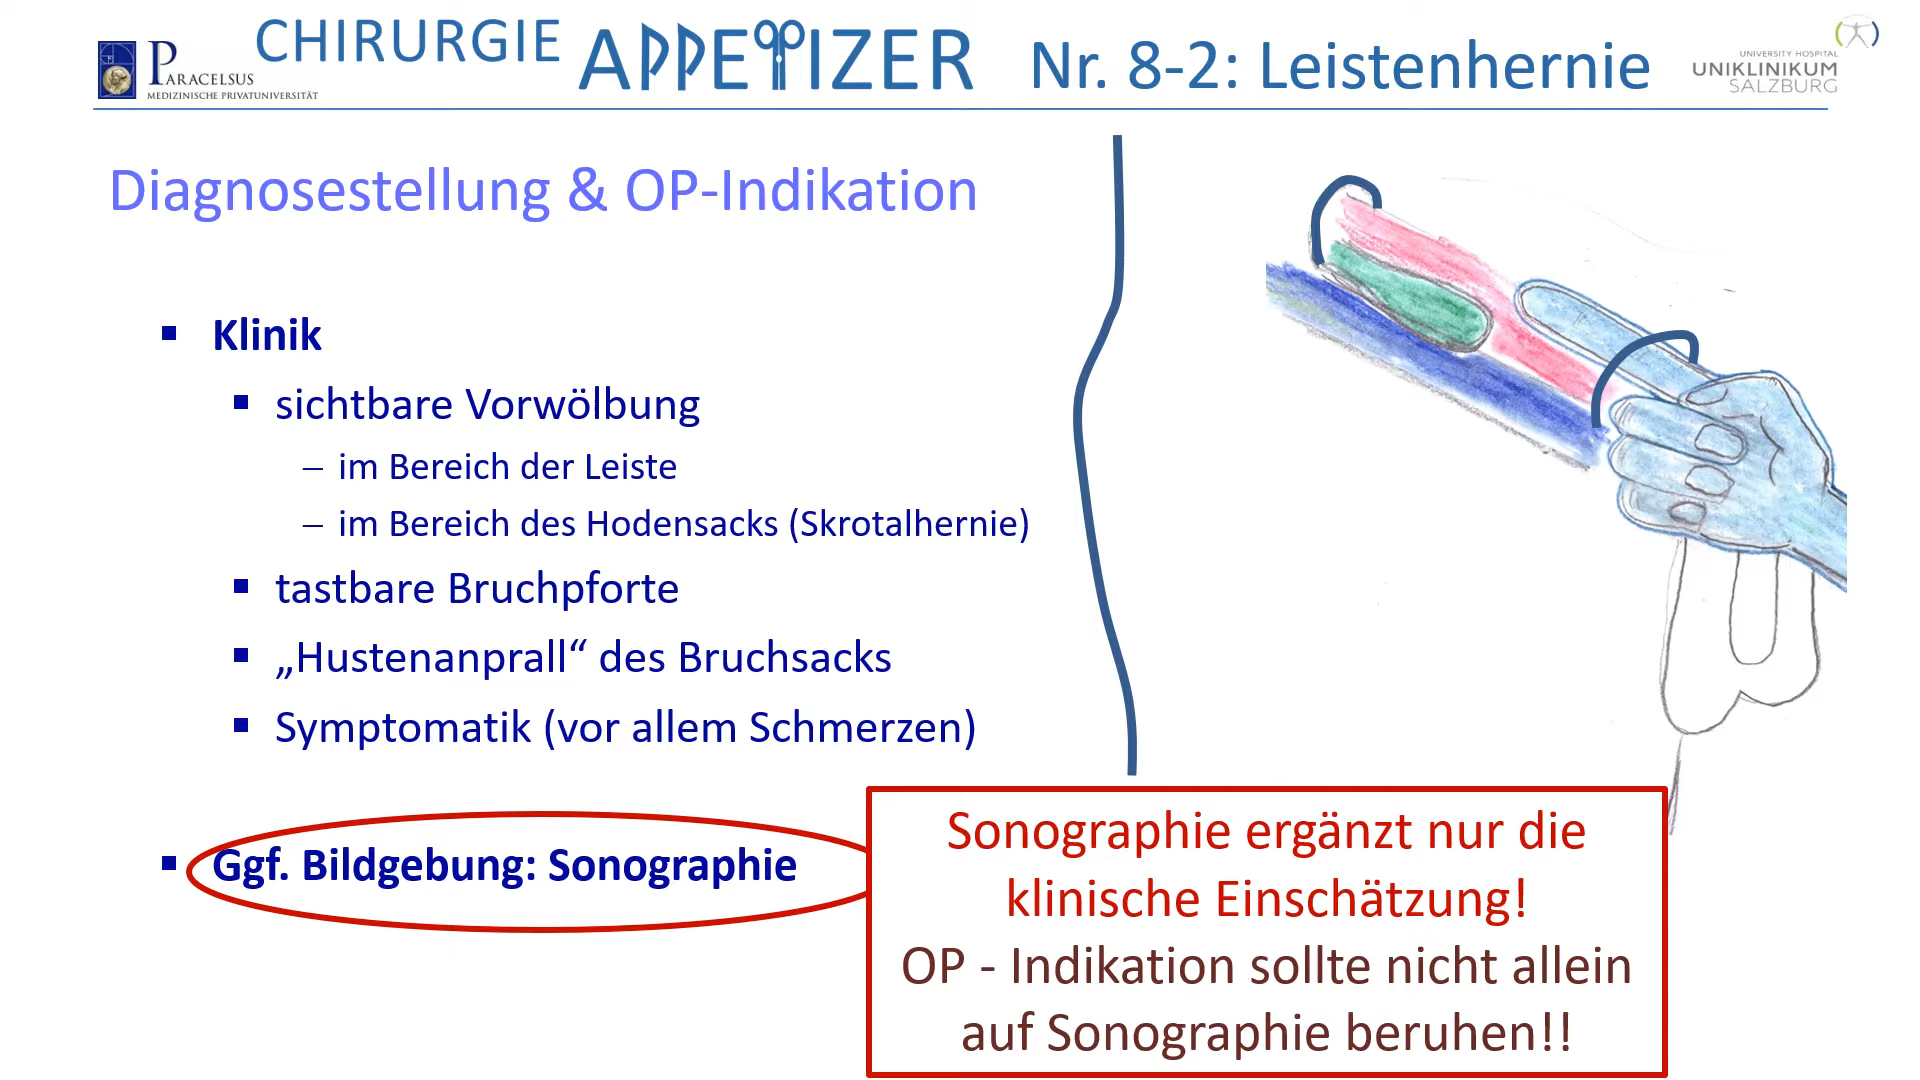 PARACELSUS
MEDIZINISCHE PRIVATUNIVERSITÄT
CHIRURGIE APPETIZER Nr. 8-2: Leistenhernie
UNIVERSITY HOSPITAL
UNIKLINIKUM
SALZBURG
Diagnosestellung & OP-Indikation
▪ Klinik
▪ sichtbare Vorwölbung
– im Bereich der Leiste
– im Bereich des Hodensacks (Skrotalhernie)
▪ tastbare Bruchpforte
▪ „Hustenanprall“ des Bruchsacks
▪ Symptomatik (vor allem Schmerzen)
▪ Ggf. Bildgebung: Sonographie
Sonographie ergänzt nur die
klinische Einschätzung!
OP - Indikation sollte nicht allein
auf Sonographie beruhen!!